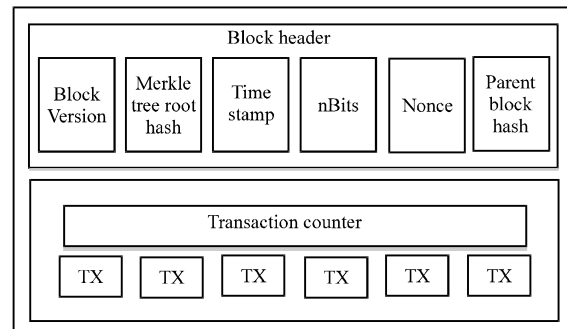 Block header
Block
Version
Merkle
tree root
hash
Time
stamp
nBits
Nonce
Parent
block
hash
Transaction counter
TX
TX
TX
TX
TX
TX